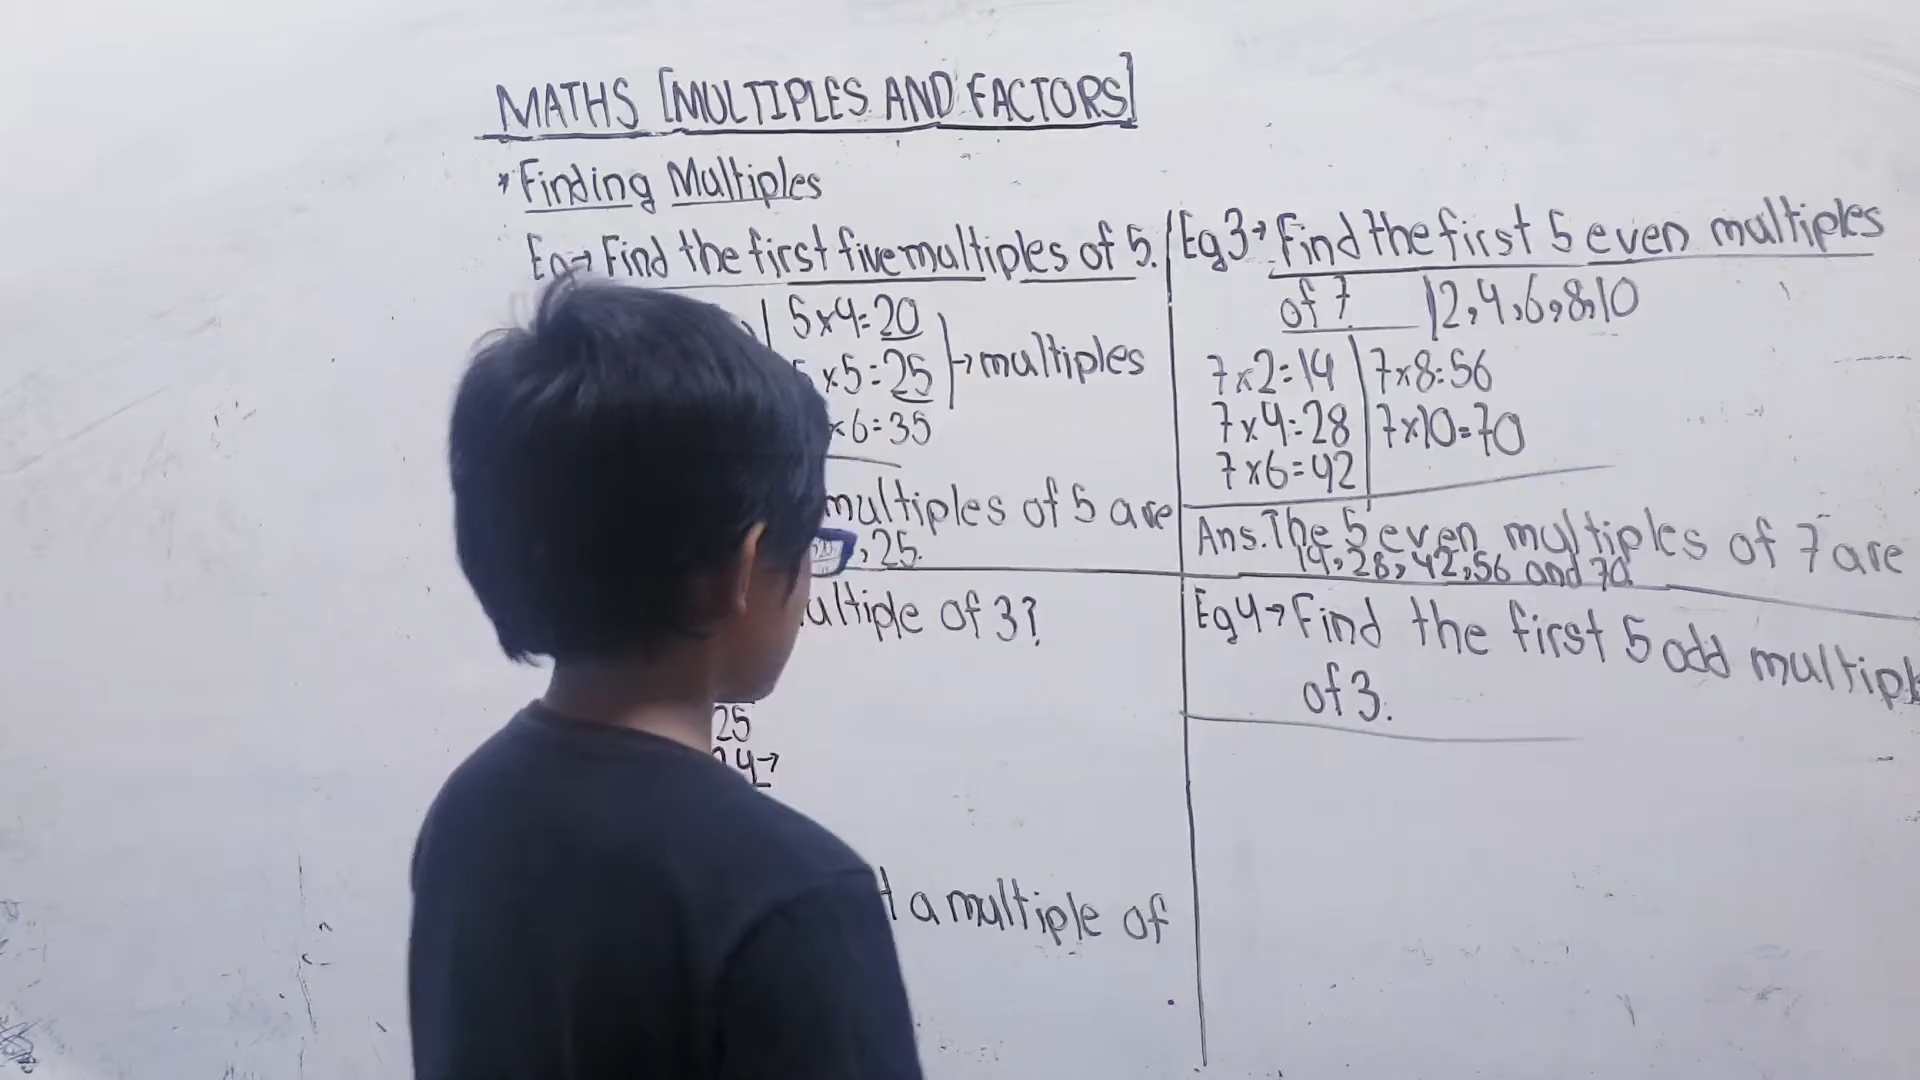 MATHS [MULTIPLES AND FACTORS]
* Finding Multiples
Eg→ Find the first five multiples of 5.
5×4=20
×5=25
→multiples
×6=35
multiples of 5 are
, 25.
multiple of 3?
25
24→
a multiple of
Eg3→ Find the first 5 even multiples
of 7
2,4,6,8,10
7×2=14
7×8=56
7×4=28
7×10=70
7×6=42
Ans. The 5 even multiples of 7 are
14, 28, 42, 56 and 70
Eg4→ Find the first 5 odd
of 3.